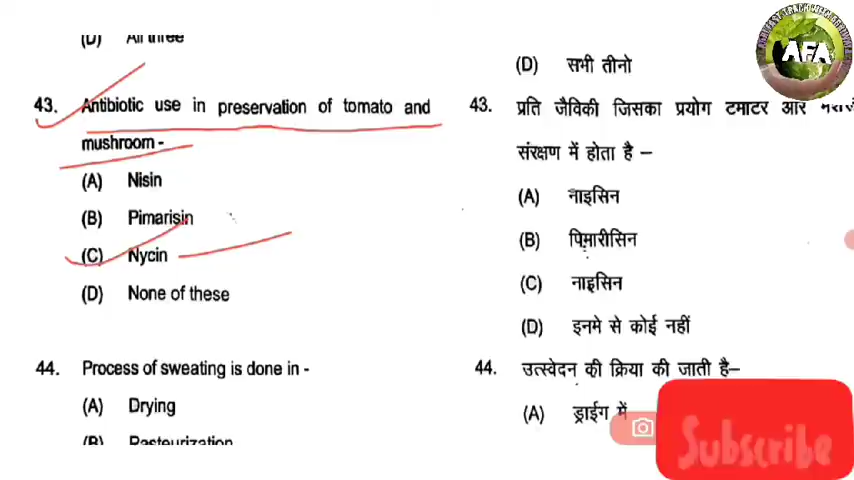 (D) All three
43. Antibiotic use in preservation of tomato and
mushroom -
(A) Nisin
(B) Pimarisin
(C) Nycin
(D) None of these
44. Process of sweating is done in -
(A) Drying
(B) Pasteurization
(D) सभी तीनो
43. प्रति जैविकी जिसका प्रयोग टमाटर और
संरक्षण में होता है –
(A) नाइसिन
(B) पिमारीसिन
(C) नाइसिन
(D) इनमे से कोई नहीं
44. उत्स्वेदन की क्रिया की जाती है–
(A) ड्राईग में
AFA
Subscribe